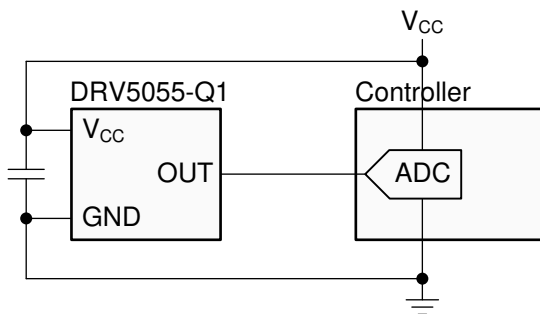 VCC
DRV5055-Q1
Controller
VCC
OUT
ADC
GND